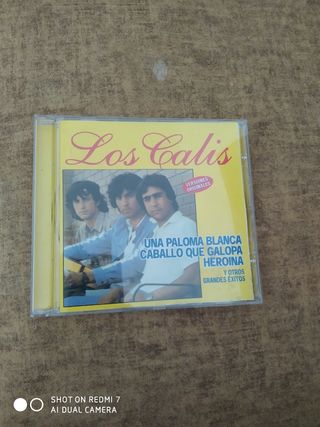 Los Calis
VERSIONES
ORIGINALES
UNA PALOMA BLANCA
CABALLO QUE GALOPA
HEROINA
Y OTROS
GRANDES ÉXITOS
SHOT ON REDMI 7
AI DUAL CAMERA